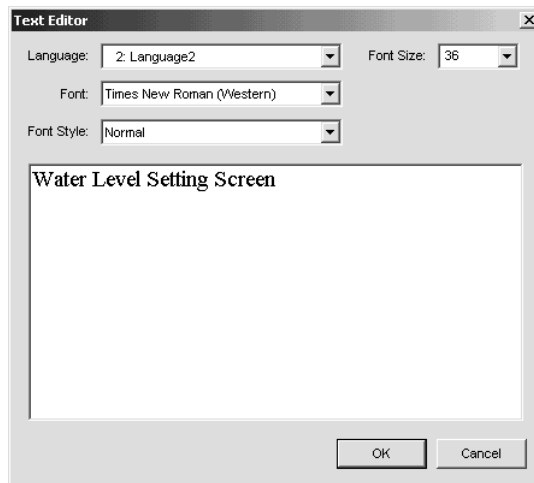 Text Editor
Language: 2: Language2 Font Size: 36
Font: Times New Roman (Western)
Font Style: Normal
Water Level Setting Screen
OK Cancel